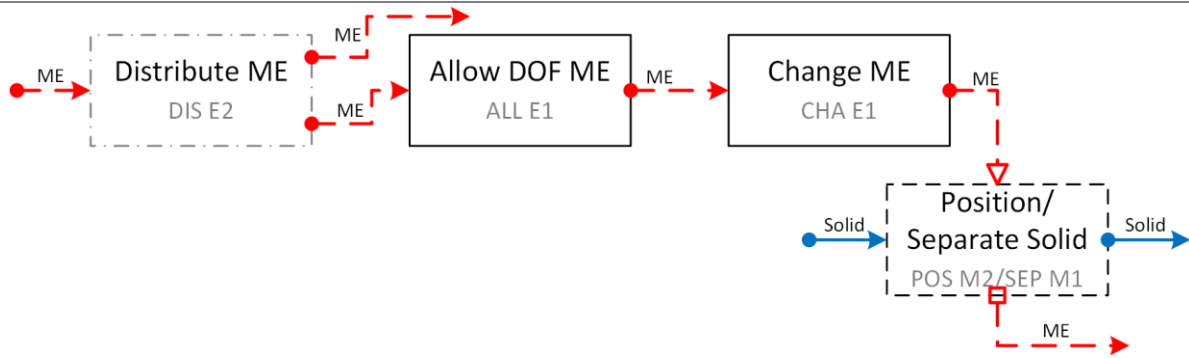 ME
Distribute ME
DIS E2
ME
ME
Allow DOF ME
ALL E1
ME
Change ME
CHA E1
ME
Solid
Position/
Separate Solid
POS M2/SEP M1
Solid
ME